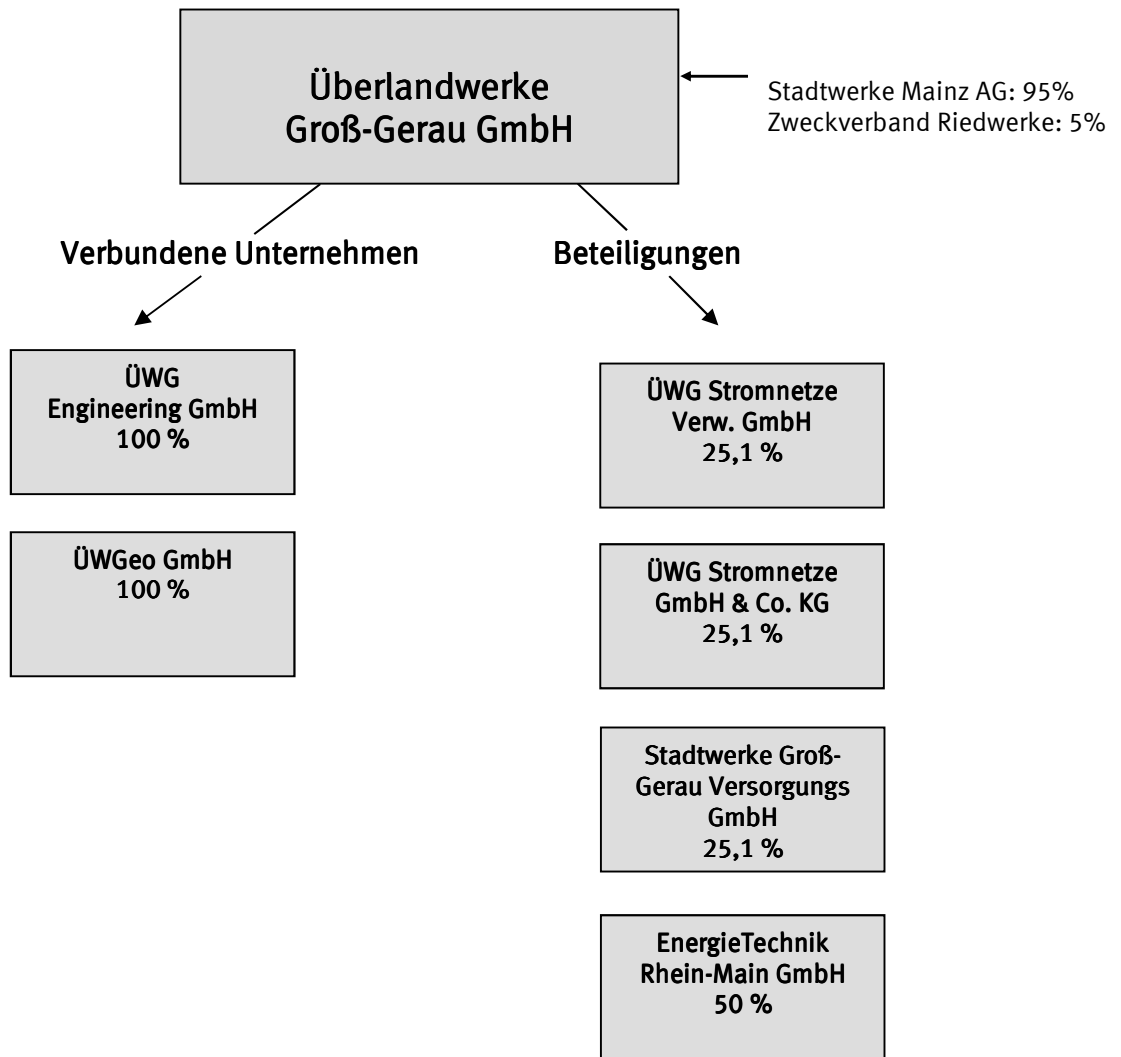 Überlandwerke
Groß-Gerau GmbH
Stadtwerke Mainz AG: 95%
Zweckverband Riedwerke: 5%
Verbundene Unternehmen
Beteiligungen
ÜWG
Engineering GmbH
100 %
ÜWGeo GmbH
100 %
ÜWG Stromnetze
Verw. GmbH
25,1 %
ÜWG Stromnetze
GmbH & Co. KG
25,1 %
Stadtwerke Groß-
Gerau Versorgungs
GmbH
25,1 %
EnergieTechnik
Rhein-Main GmbH
50 %